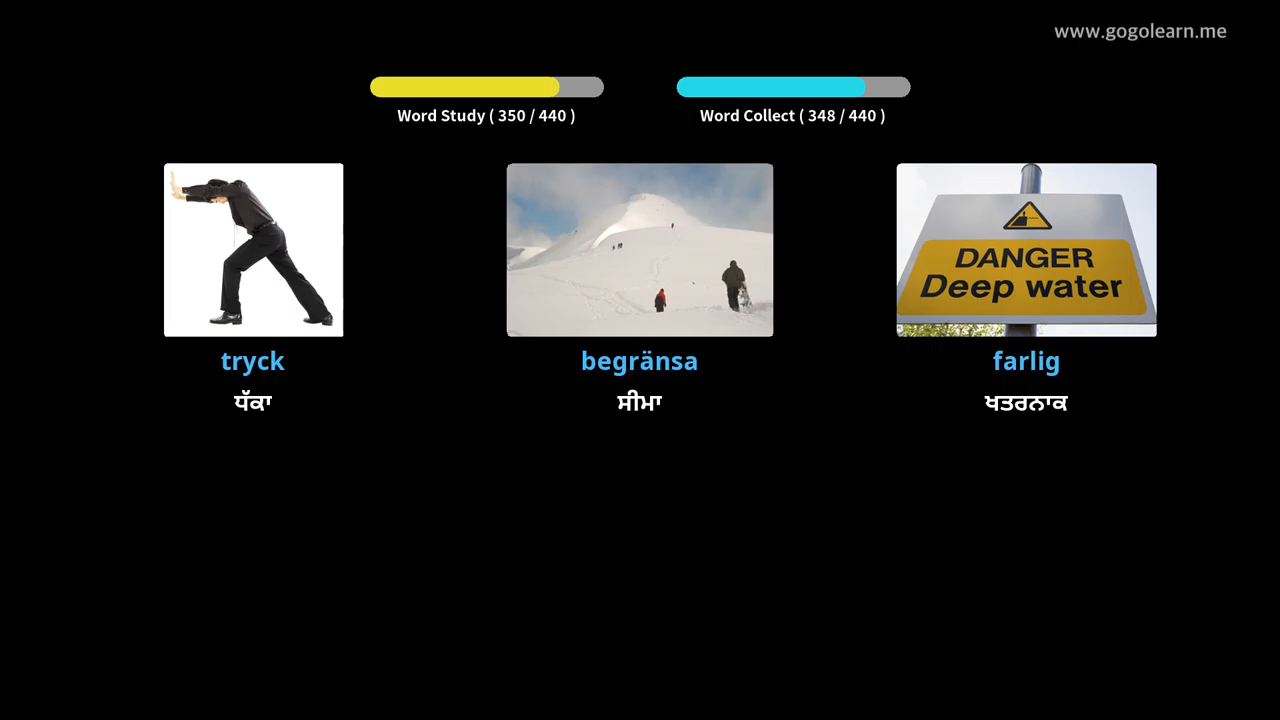 www.gogolearn.me
Word Study ( 350 / 440 )
Word Collect ( 348 / 440 )
DANGER
Deep water
tryck
begränsa
farlig
ਧੱਕਾ
ਸੀਮਾ
ਖਤਰਨਾਕ